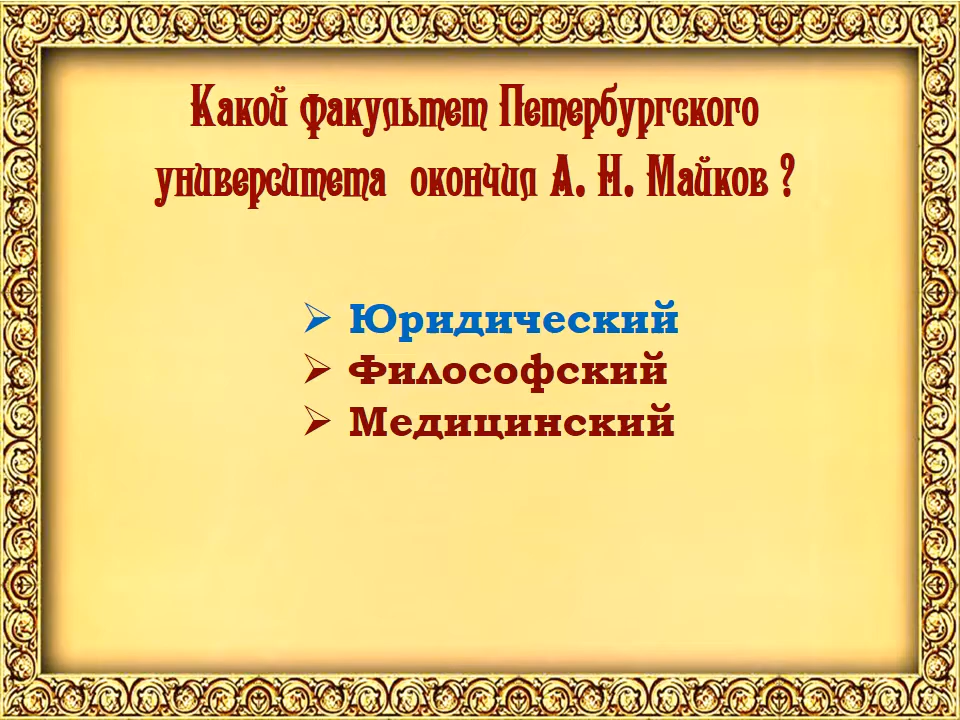 Какой факультет Петербургского
университета окончил А. Н. Майков ?
Юридический
Философский
Медицинский